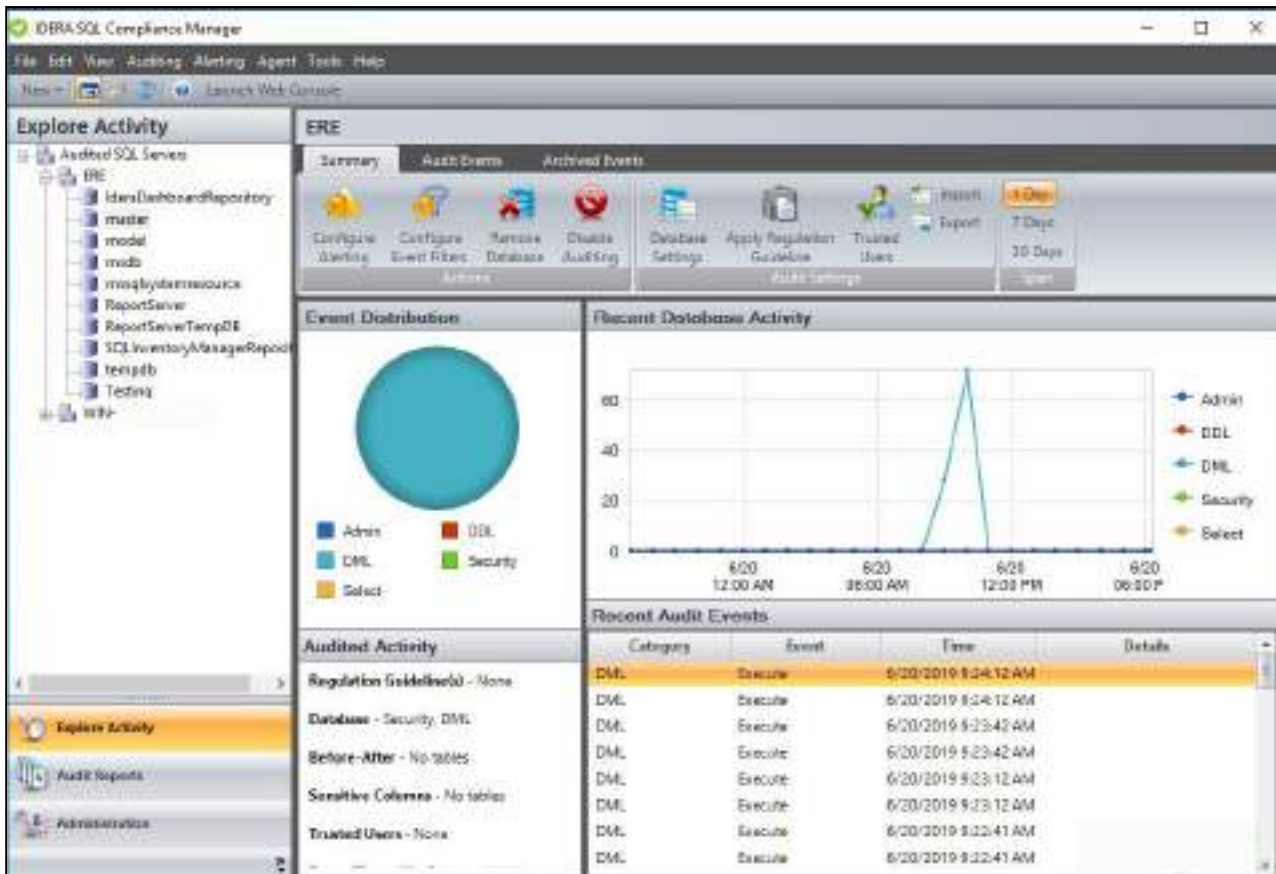 IDERA SQL Compliance Manager
File Edit View Auditing Alerting Agent Tools Help
New Launch Web Console
Explore Activity
Audited SQL Servers
ERE
IderaDashboardRepository
master
model
msdb
mssqlsystemresource
ReportServer
ReportServerTempDB
SQLInventoryManagerReposit
tempdb
Testing
WIN-
Explore Activity
Audit Reports
Administration
ERE
Summary Audit Events Archived Events
Configure Alerting
Configure Event Filters
Remove Database
Disable Auditing
Actions
Database Settings
Apply Regulation Guideline
Trusted Users
Import
Export
Audit Settings
1 Day
7 Days
30 Days
Span
Event Distribution
Admin DDL
DML Security
Select
Recent Database Activity
60
40
20
0
6/20 6/20 6/20 6/20
12:00 AM 06:00 AM 12:00 PM 06:00 P
Admin
DDL
DML
Security
Select
Audited Activity
Regulation Guideline(s) - None
Database - Security, DML
Before-After - No tables
Sensitive Columns - No tables
Trusted Users - None
Recent Audit Events
Category Event Time Details
DML Execute 6/20/2019 9:24:12 AM
DML Execute 6/20/2019 9:24:12 AM
DML Execute 6/20/2019 9:23:42 AM
DML Execute 6/20/2019 9:23:42 AM
DML Execute 6/20/2019 9:23:12 AM
DML Execute 6/20/2019 9:23:12 AM
DML Execute 6/20/2019 9:22:41 AM
DML Execute 6/20/2019 9:22:41 AM